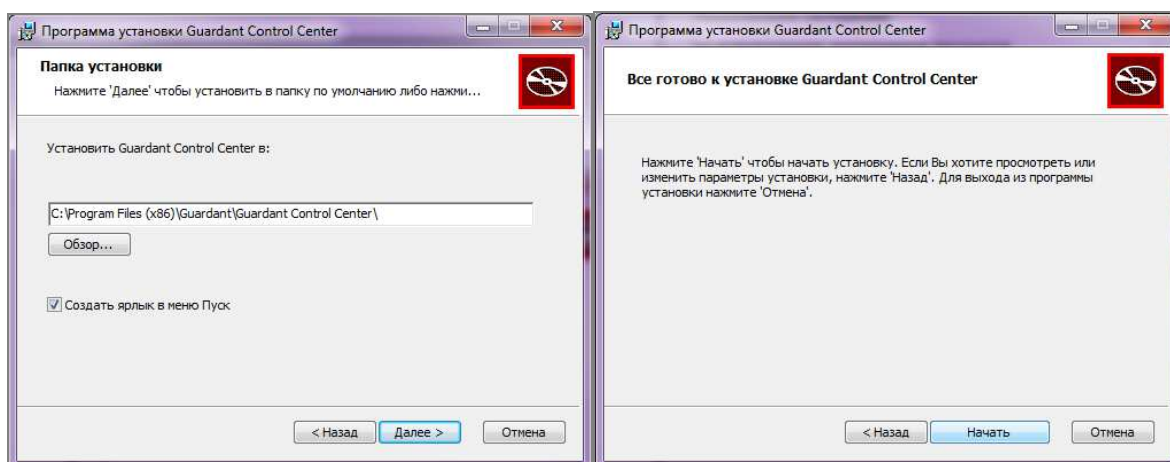 Программа установки Guardant Control Center
Папка установки
Нажмите 'Далее' чтобы установить в папку по умолчанию либо нажми...
Установить Guardant Control Center в:
C:\Program Files (x86)\Guardant\Guardant Control Center\
Обзор...
Создать ярлык в меню Пуск
< Назад
Далее >
Отмена
Программа установки Guardant Control Center
Все готово к установке Guardant Control Center
Нажмите 'Начать' чтобы начать установку. Если Вы хотите просмотреть или
изменить параметры установки, нажмите 'Назад'. Для выхода из программы
установки нажмите 'Отмена'.
< Назад
Начать
Отмена